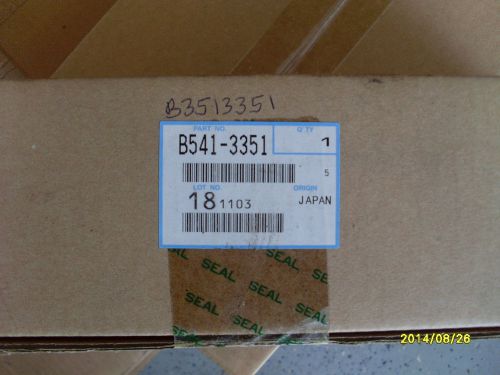 B3513351
PART NO.
Q'TY
B541-3351
1
5
LOT NO.
ORIGIN
18 1103
JAPAN
SEAL SEAL
SEAL SEAL SEAL
SEAL SEAL
2014/08/26